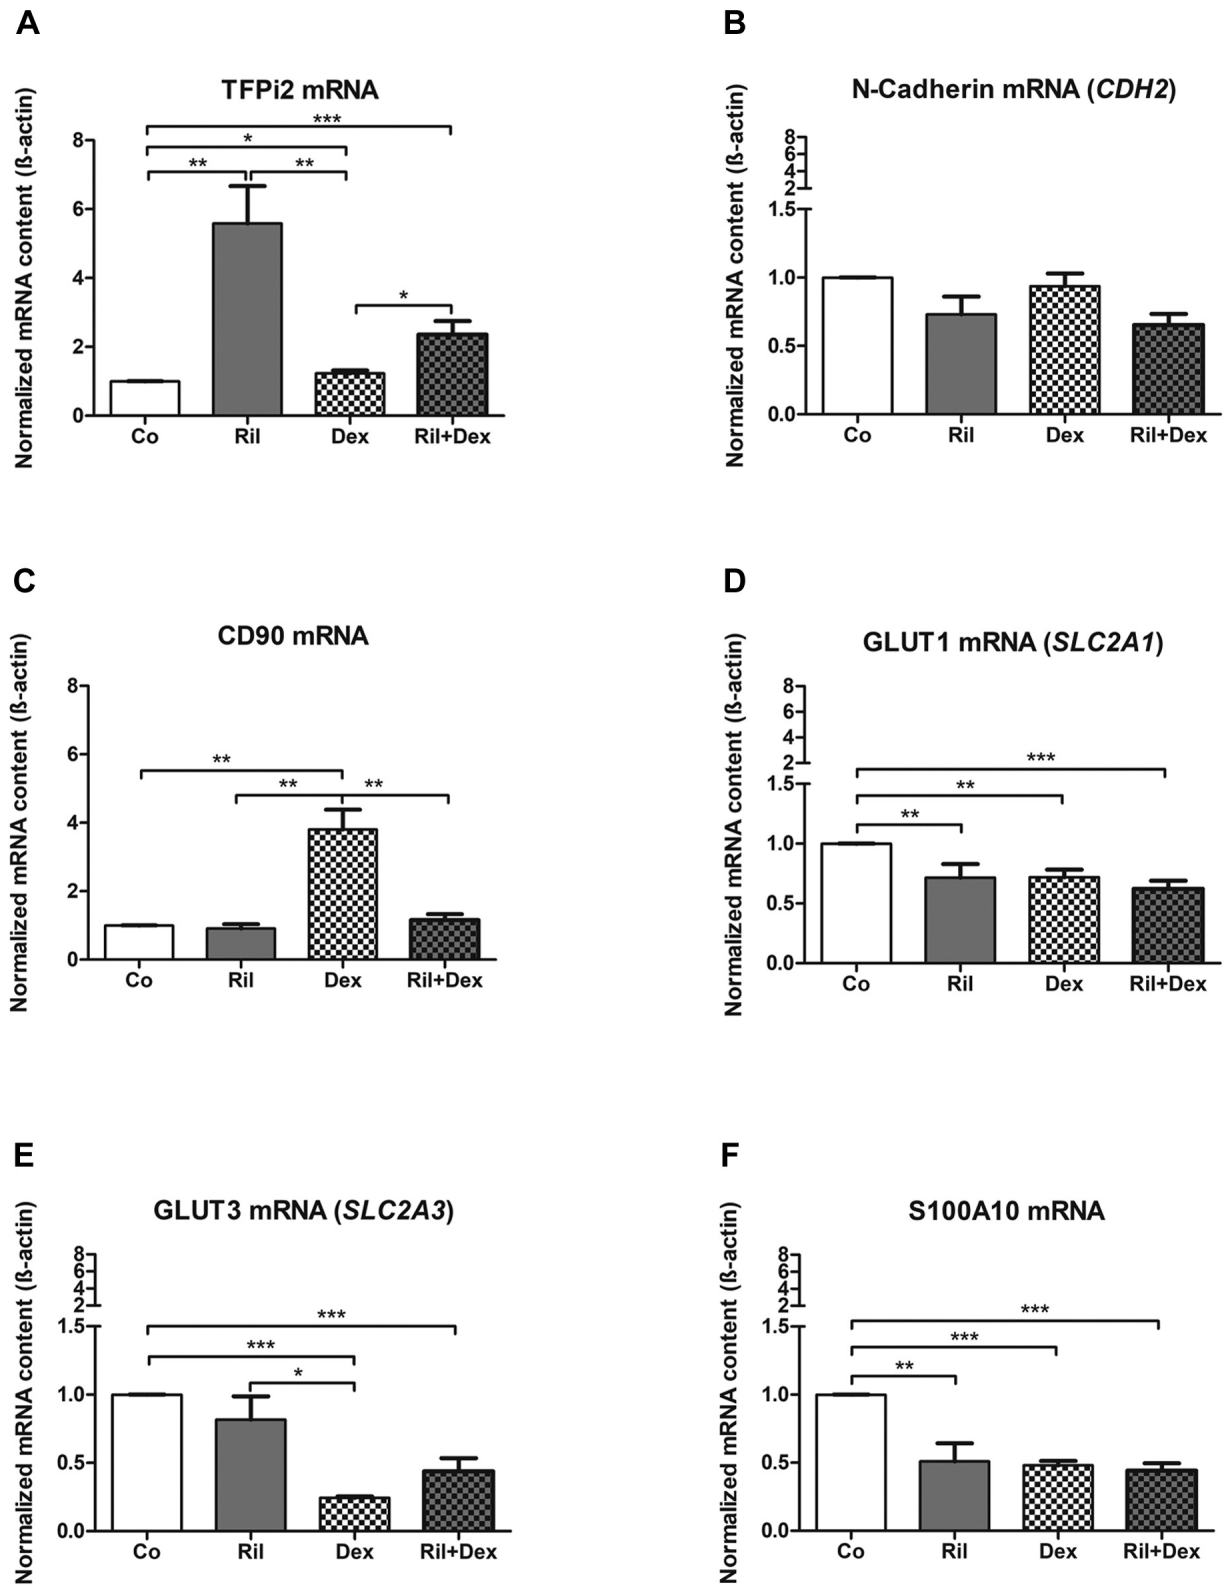 A
TFPi2 mRNA
Normalized mRNA content (ß-actin)
8
6
4
2
0
***
*
**
**
*
Co Ril Dex Ril+Dex
B
N-Cadherin mRNA (CDH2)
Normalized mRNA content (ß-actin)
8
6
4
2
1.5
1.0
0.5
0.0
Co Ril Dex Ril+Dex
C
CD90 mRNA
Normalized mRNA content (ß-actin)
8
6
4
2
0
**
**
**
Co Ril Dex Ril+Dex
D
GLUT1 mRNA (SLC2A1)
Normalized mRNA content (ß-actin)
8
6
4
2
1.5
1.0
0.5
0.0
***
**
**
Co Ril Dex Ril+Dex
E
GLUT3 mRNA (SLC2A3)
Normalized mRNA content (ß-actin)
8
6
4
2
1.5
1.0
0.5
0.0
***
***
*
Co Ril Dex Ril+Dex
F
S100A10 mRNA
Normalized mRNA content (ß-actin)
8
6
4
2
1.5
1.0
0.5
0.0
***
***
**
Co Ril Dex Ril+Dex